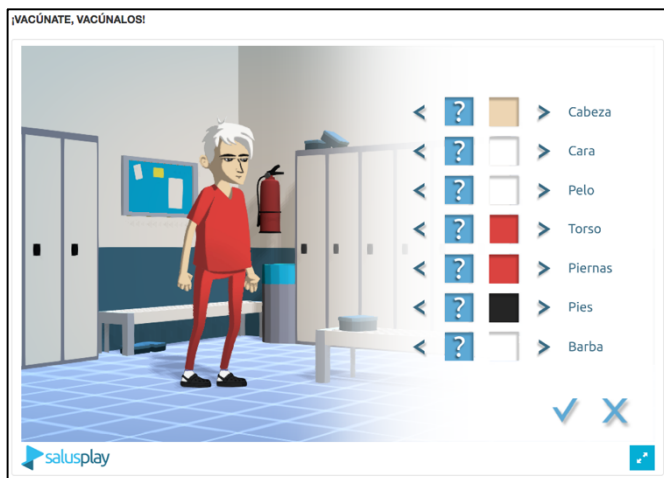 ¡VACÚNATE, VACÚNALOS!
< ? > Cabeza
< ? > Cara
< ? > Pelo
< ? > Torso
< ? > Piernas
< ? > Pies
< ? > Barba
salusplay